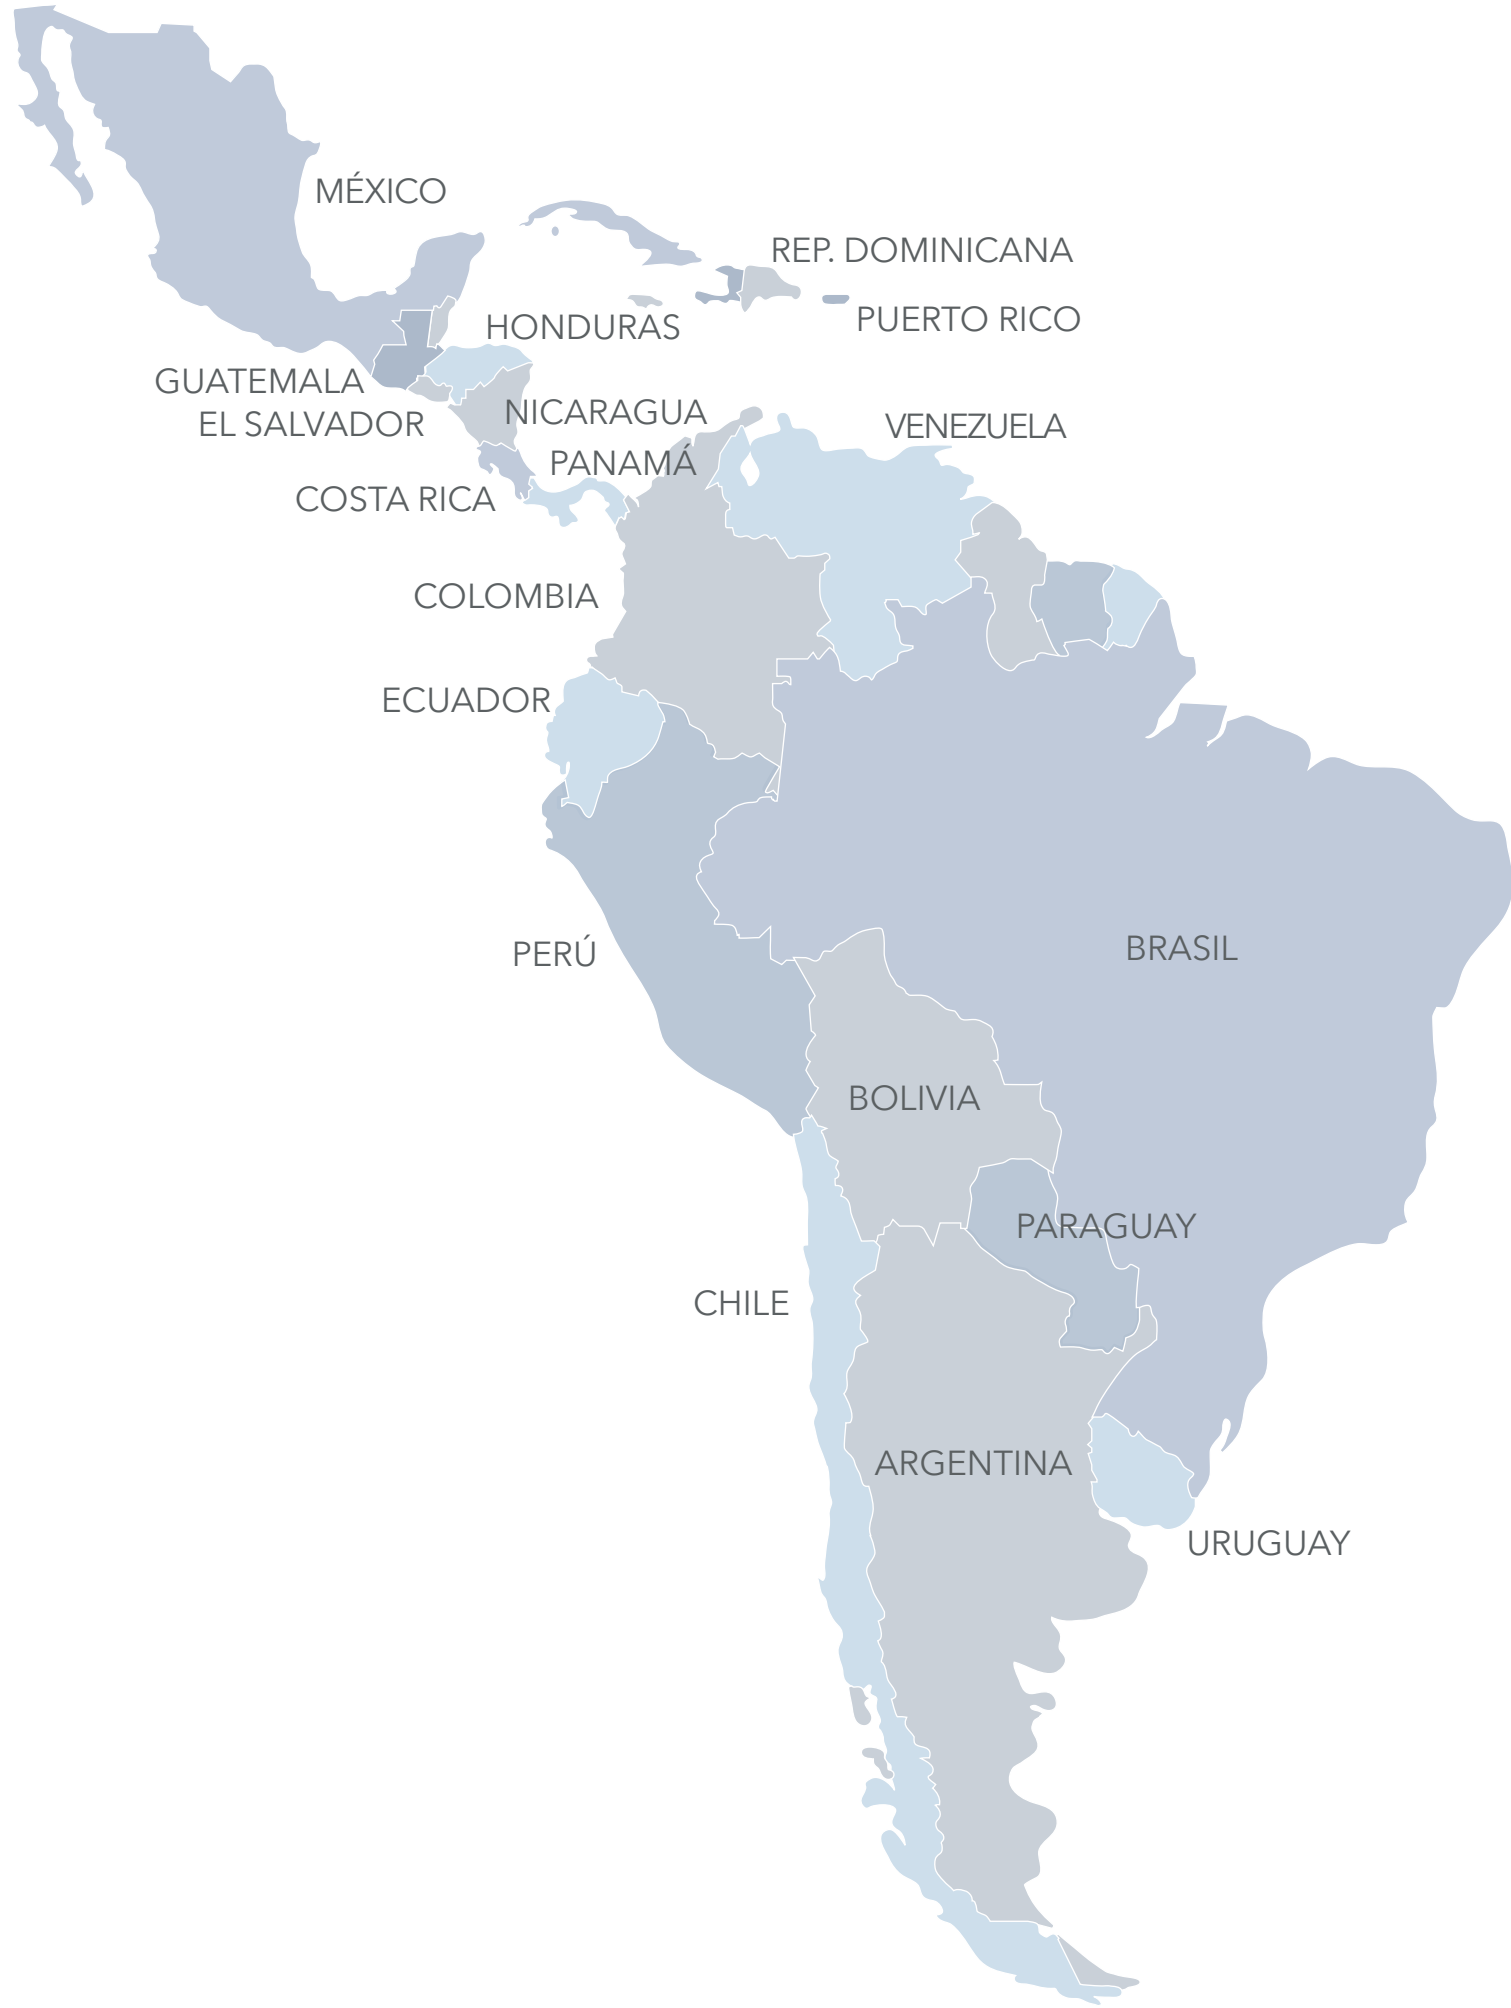 MÉXICO
REP. DOMINICANA
PUERTO RICO
HONDURAS
GUATEMALA
EL SALVADOR
NICARAGUA
VENEZUELA
PANAMÁ
COSTA RICA
COLOMBIA
ECUADOR
PERÚ
BRASIL
BOLIVIA
PARAGUAY
CHILE
ARGENTINA
URUGUAY